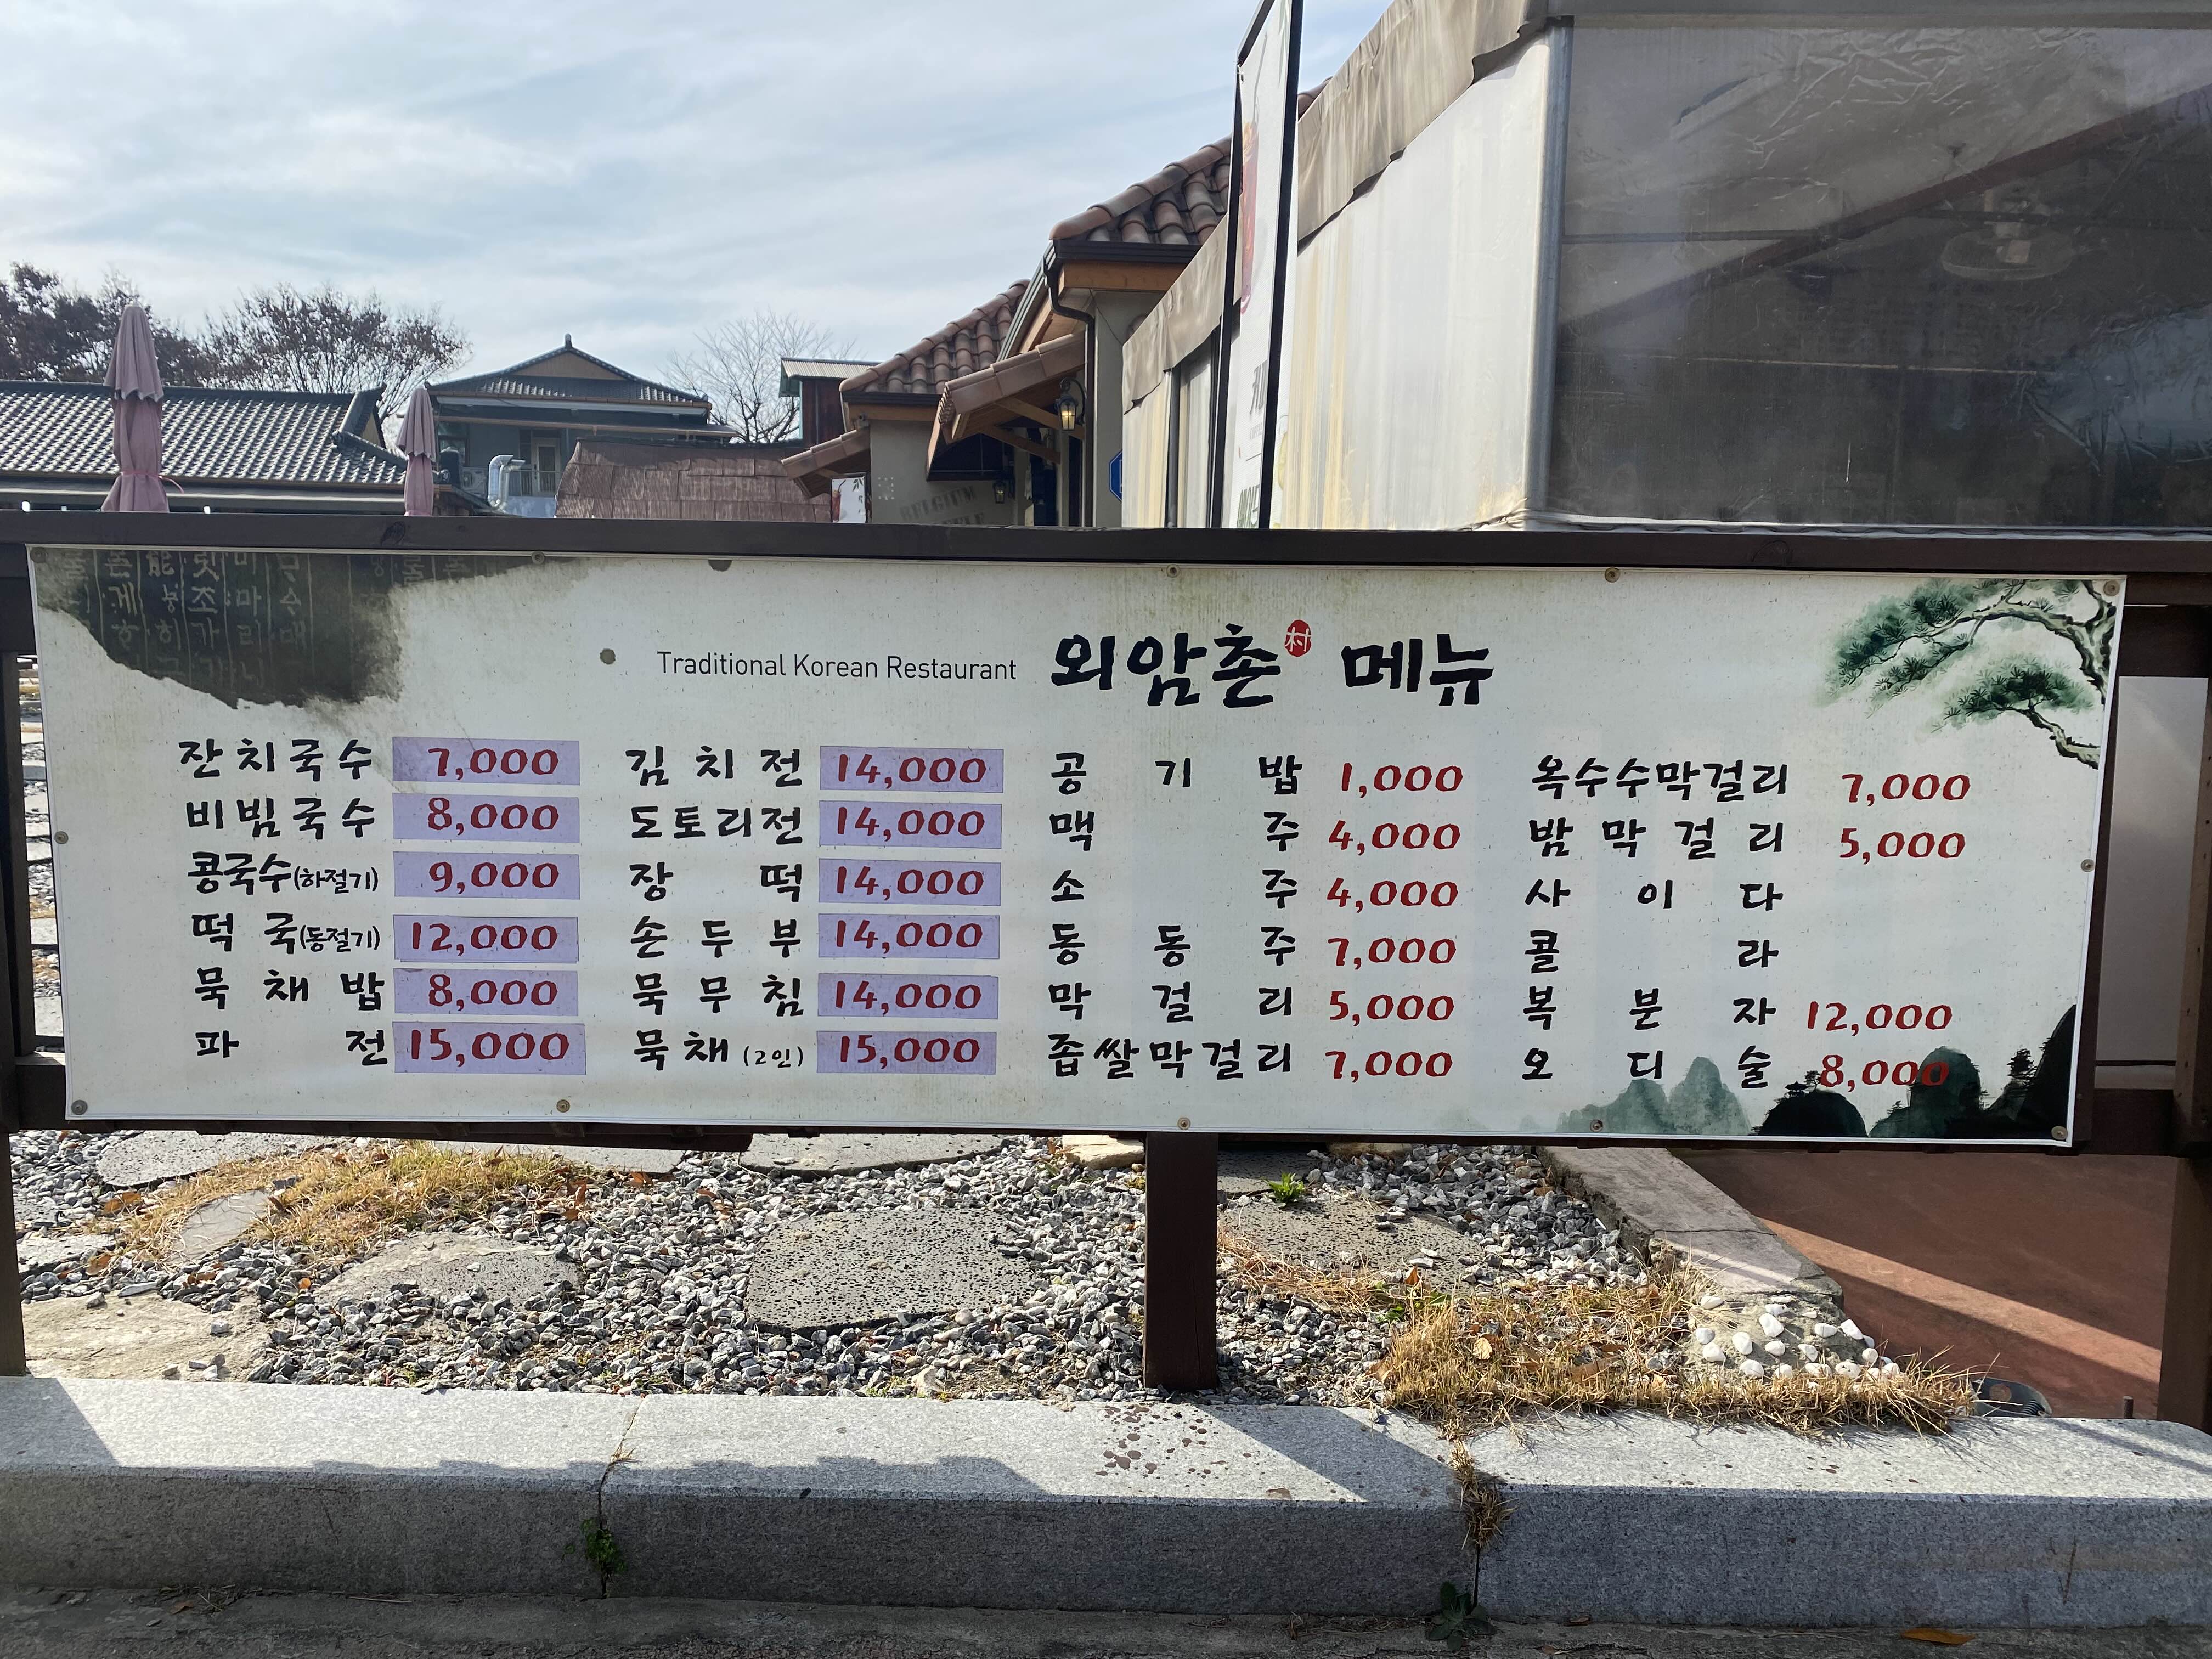 Traditional Korean Restaurant 외암촌 村 메뉴
잔치국수 7,000
비빔국수 8,000
콩국수(하절기) 9,000
떡국(동절기) 12,000
묵채밥 8,000
파전 15,000
김치전 14,000
도토리전 14,000
장떡 14,000
손두부 14,000
묵무침 14,000
묵채(2인) 15,000
공기밥 1,000
맥주 4,000
소주 4,000
동동주 7,000
막걸리 5,000
좁쌀막걸리 7,000
옥수수막걸리 7,000
밤막걸리 5,000
사이다
콜라
복분자 12,000
오디술 8,000
BELGIUM